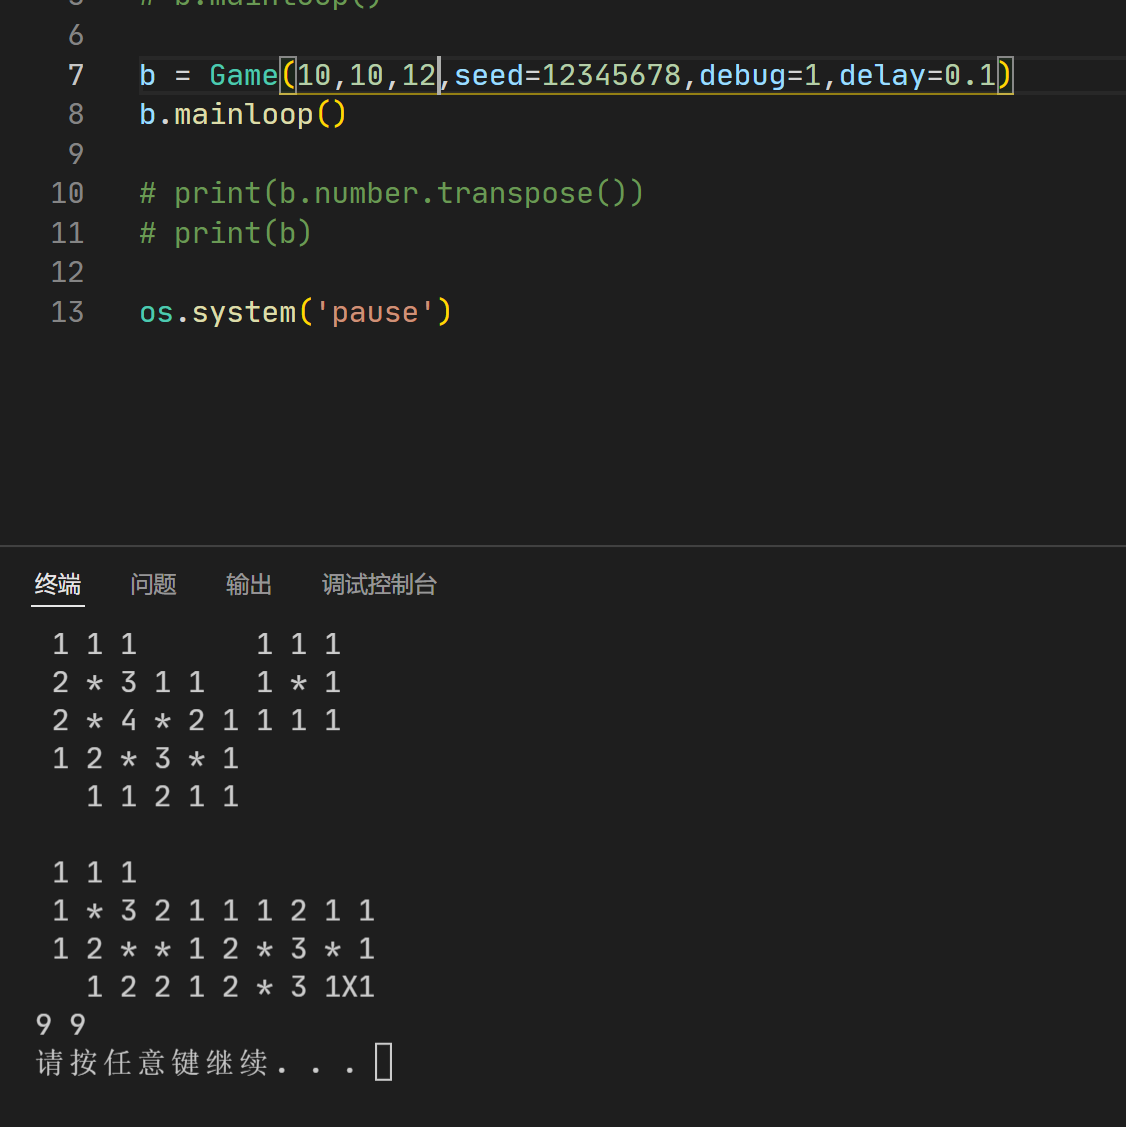 5 # b.mainloop()
6
7 b = Game(10,10,12,seed=12345678,debug=1,delay=0.1)
8 b.mainloop()
9
10 # print(b.number.transpose())
11 # print(b)
12
13 os.system('pause')
终端 问题 输出 调试控制台
1 1 1 1 1 1
2 * 3 1 1 1 * 1
2 * 4 * 2 1 1 1 1
1 2 * 3 * 1
1 1 2 1 1
1 1 1
1 * 3 2 1 1 1 2 1 1
1 2 * * 1 2 * 3 * 1
1 2 2 1 2 * 3 1X1
9 9
请按任意键继续. . .